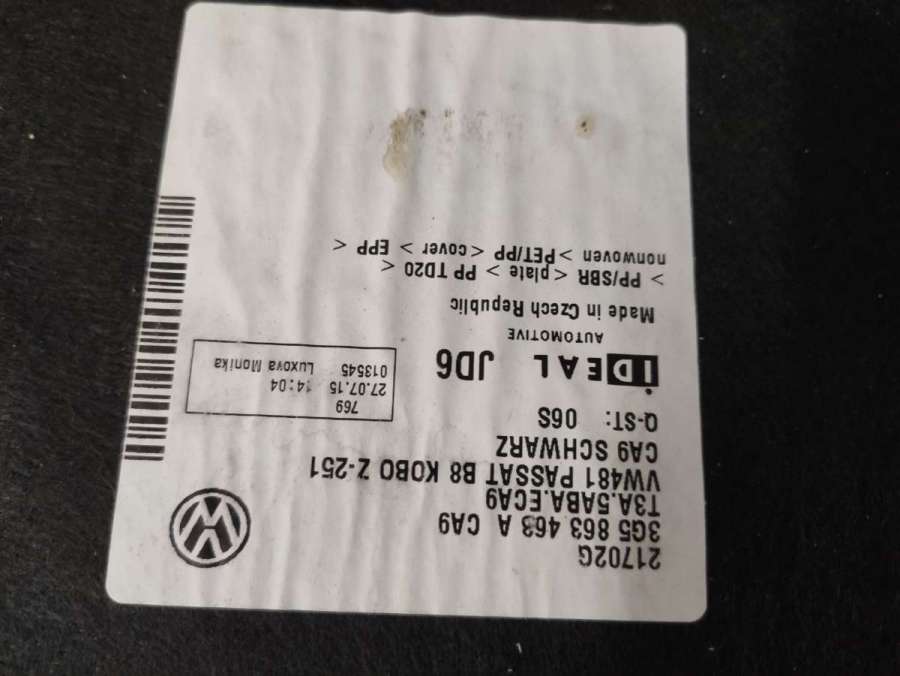 21702G
3G5 863 463 A CA9
T3A.5ABA.ECA9
VW481 PASSAT B8 KOBO Z-251
CA9 SCHWARZ
Q-ST: 06S
769
27.07.15 14:04
013545 Luxova Monika
iDEAL JD6
AUTOMOTIVE
Made in Czech Republic
> PP/SBR < plate > PP TD20 <
nonwoven > PET/PP < cover > EPP <